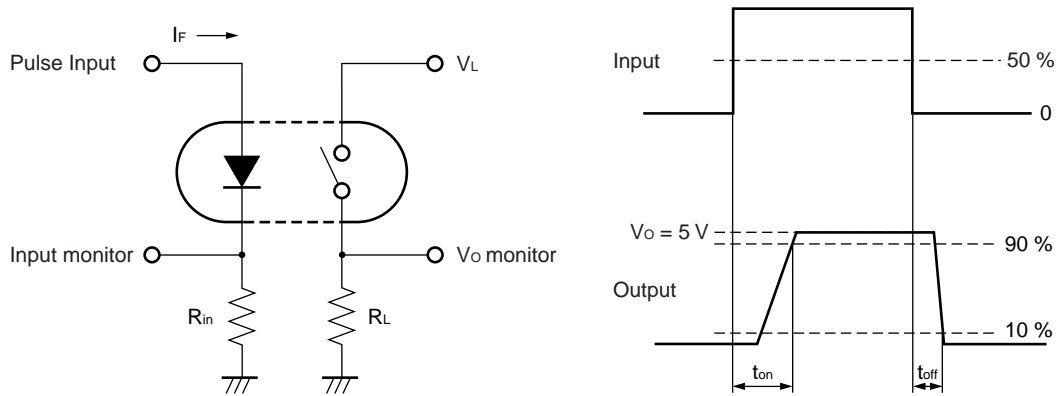 IF
Pulse Input
VL
Input monitor
VO monitor
Rin
RL
Input
50 %
0
VO = 5 V
90 %
Output
10 %
ton
toff